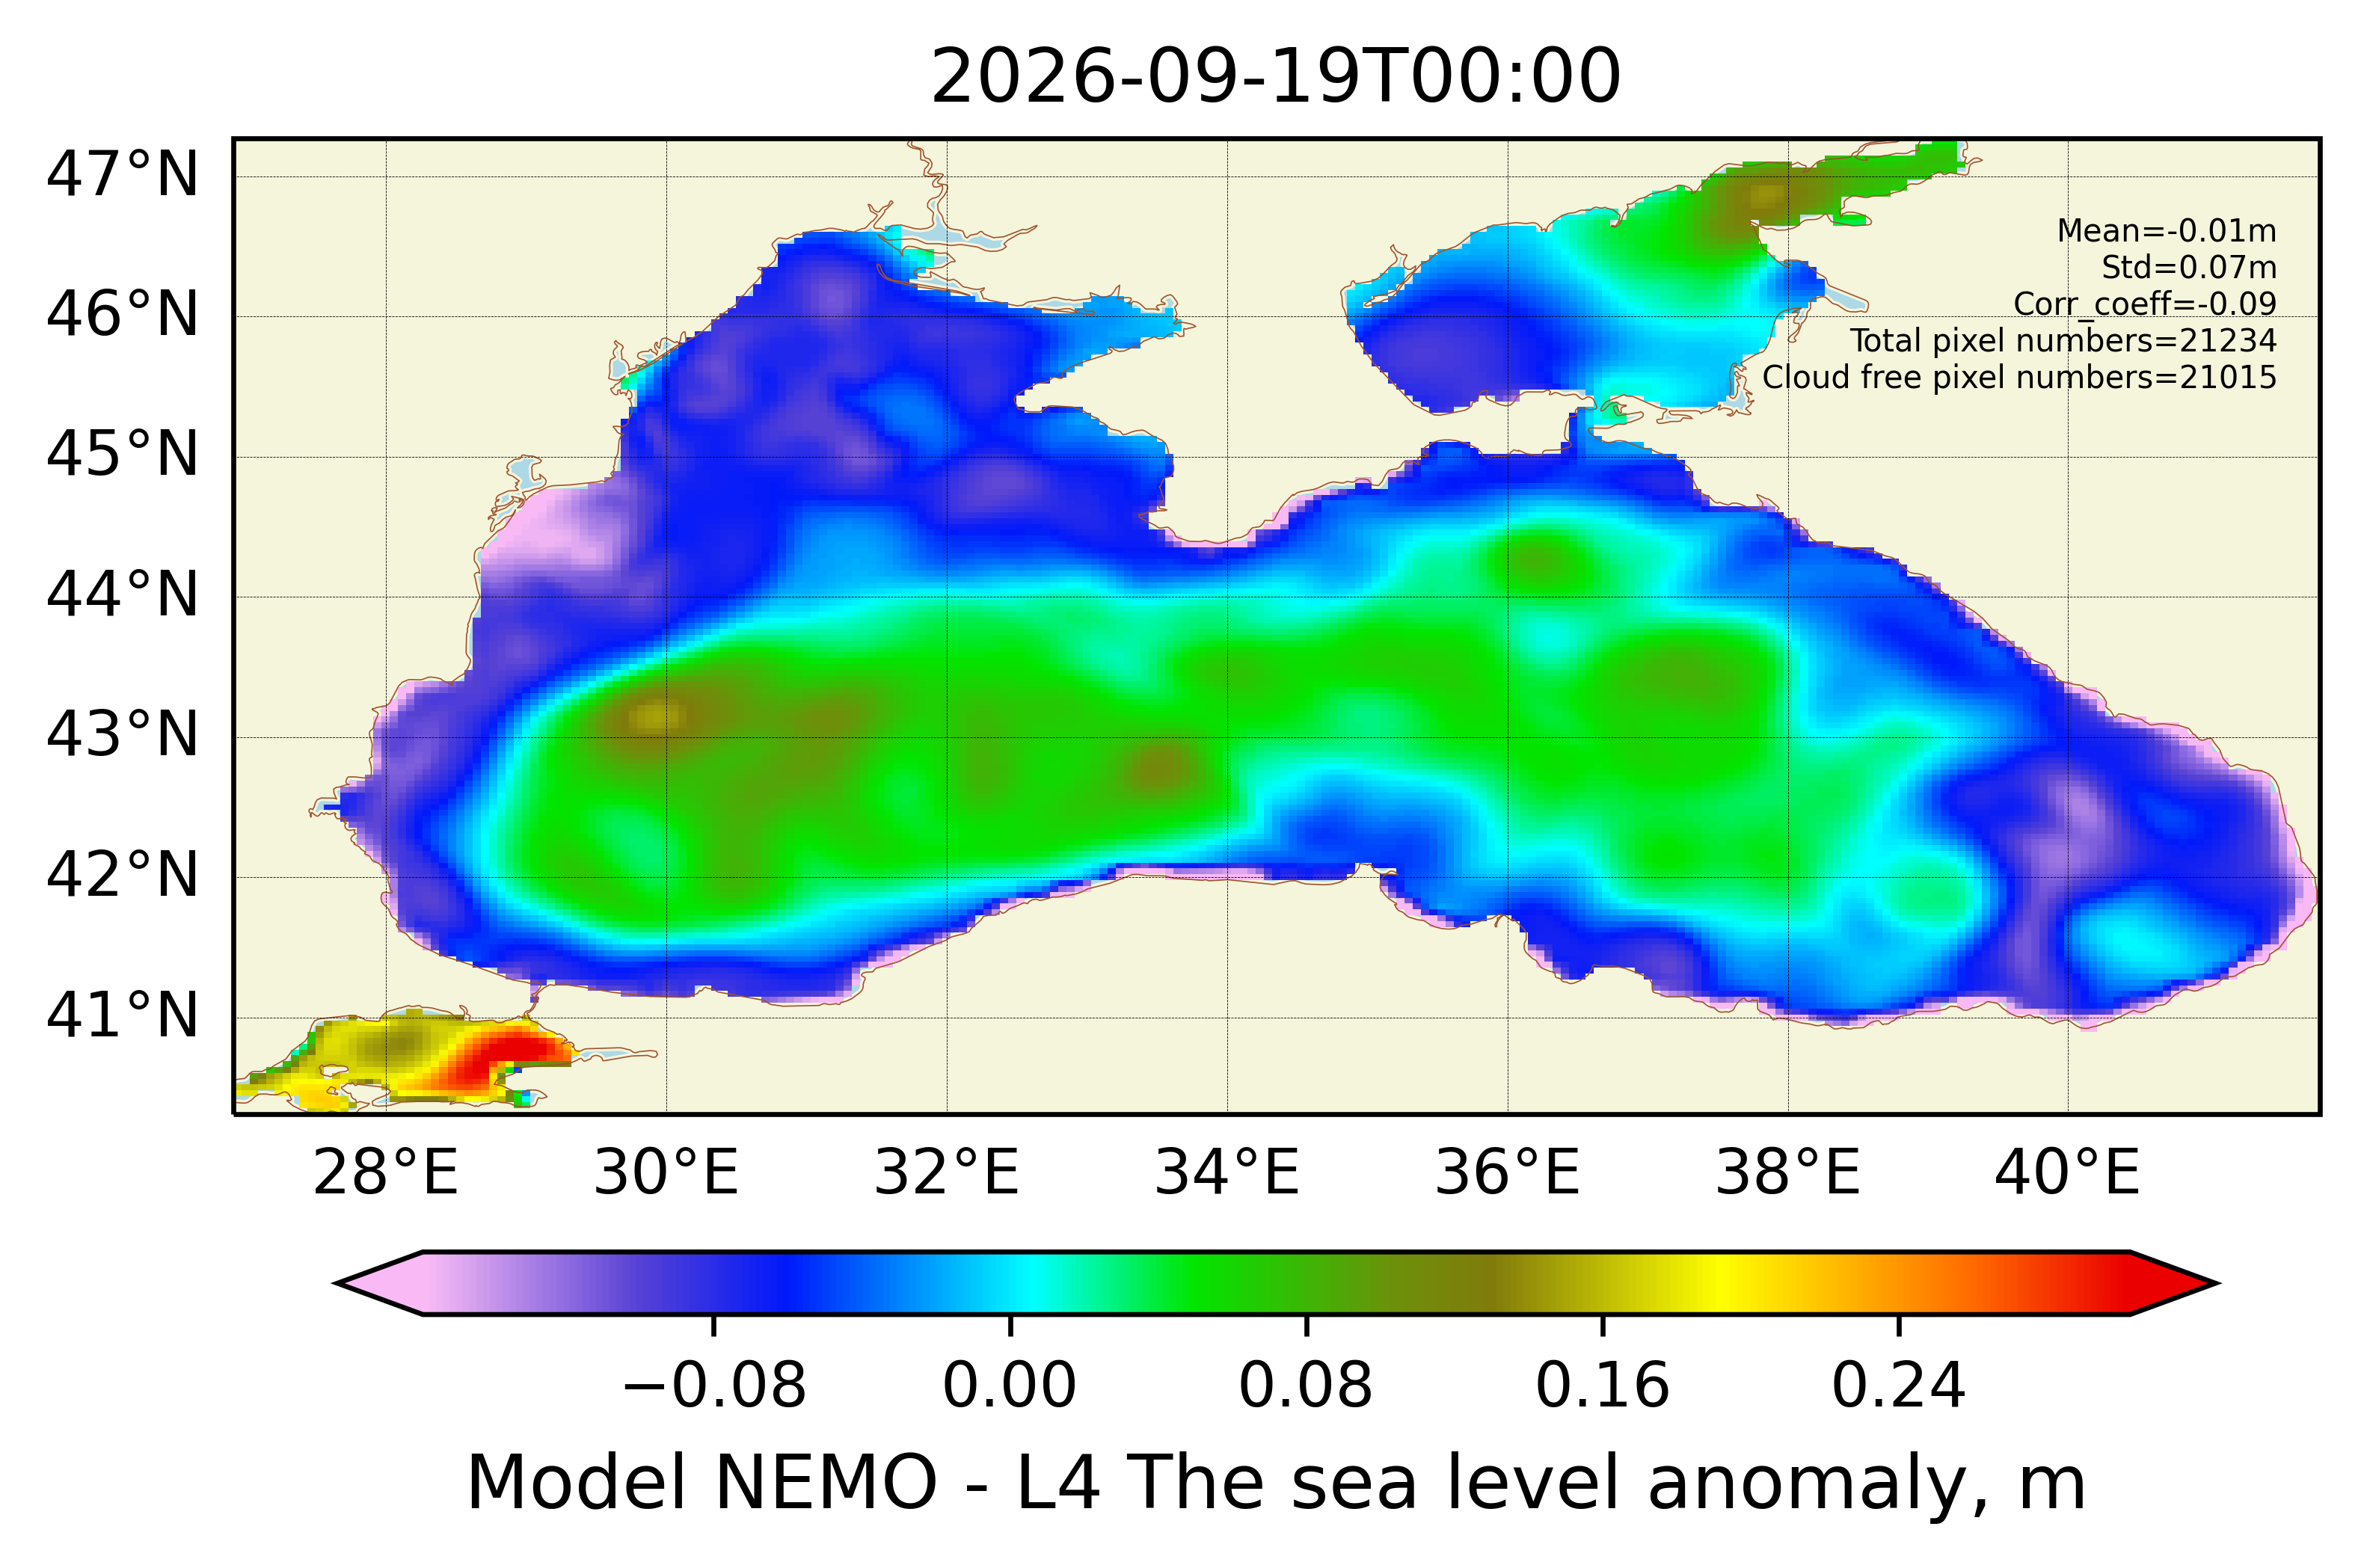 2026-09-19T00:00
47°N
46°N
45°N
44°N
43°N
42°N
41°N
Mean=-0.01m
Std=0.07m
Corr_coeff=-0.09
Total pixel numbers=21234
Cloud free pixel numbers=21015
28°E 30°E 32°E 34°E 36°E 38°E 40°E
−0.08 0.00 0.08 0.16 0.24
Model NEMO - L4 The sea level anomaly, m